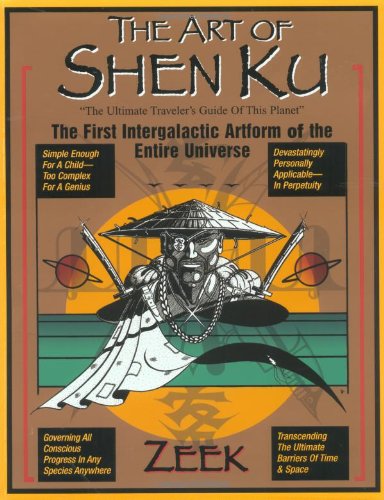 THE ART OF
SHEN KU
"The Ultimate Traveler's Guide Of This Planet"
The First Intergalactic Artform of the
Entire Universe
Simple Enough
For A Child—
Too Complex
For A Genius
Devastatingly
Personally
Applicable—
In Perpetuity
Governing All
Conscious
Progress In Any
Species Anywhere
ZEEK
Transcending
The Ultimate
Barriers Of Time
& Space